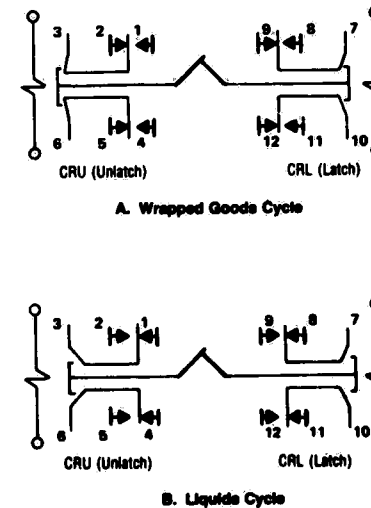 3 2 1 9 8 7
6 5 4 12 11 10
CRU (Unlatch) CRL (Latch)
A. Wrapped Goods Cycle
3 2 1 9 8 7
6 5 4 12 11 10
CRU (Unlatch) CRL (Latch)
B. Liquids Cycle